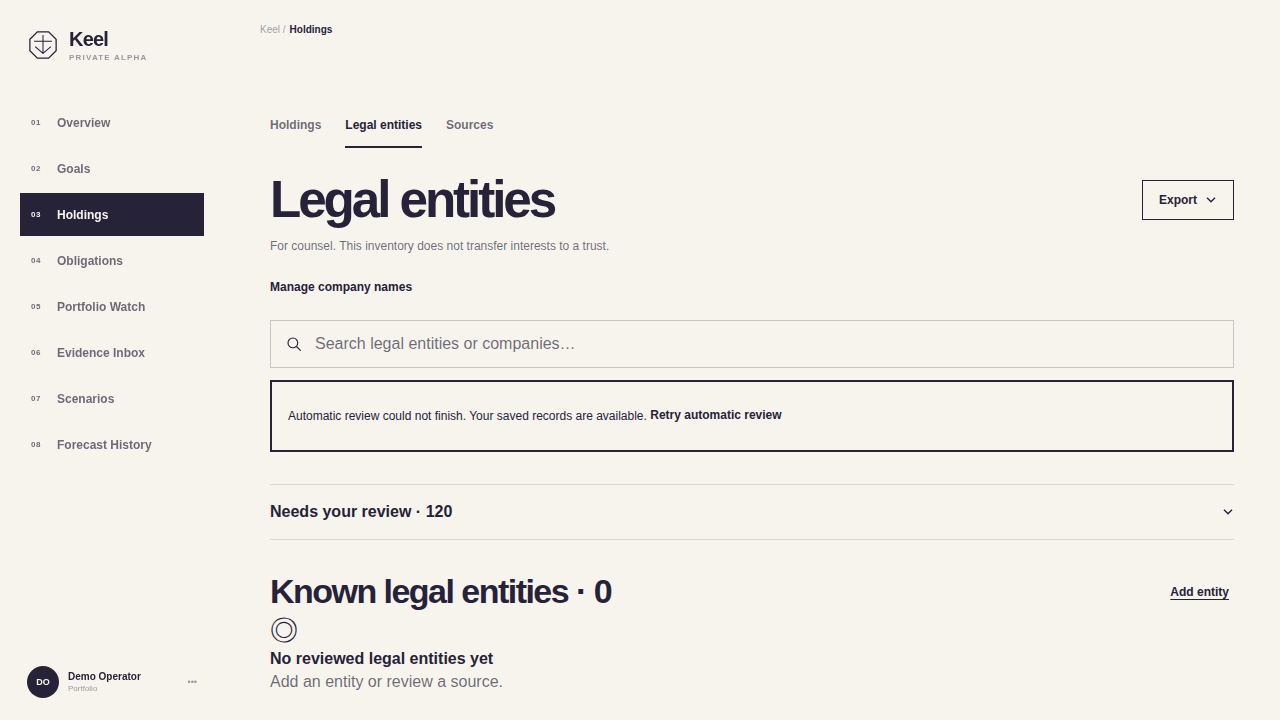 Keel
PRIVATE ALPHA
01 Overview
02 Goals
03 Holdings
04 Obligations
05 Portfolio Watch
06 Evidence Inbox
07 Scenarios
08 Forecast History
DO
Demo Operator
Portfolio
Keel / Holdings
Holdings Legal entities Sources
Legal entities
Export
For counsel. This inventory does not transfer interests to a trust.
Manage company names
Search legal entities or companies…
Automatic review could not finish. Your saved records are available. Retry automatic review
Needs your review · 120
Known legal entities · 0
Add entity
No reviewed legal entities yet
Add an entity or review a source.